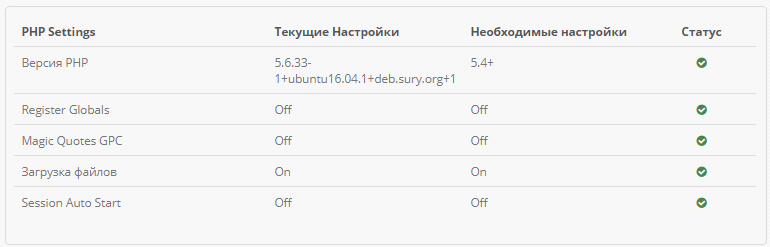 PHP Settings Текущие Настройки Необходимые настройки Статус
Версия PHP 5.6.33- 5.4+
1+ubuntu16.04.1+deb.sury.org+1
Register Globals Off Off
Magic Quotes GPC Off Off
Загрузка файлов On On
Session Auto Start Off Off